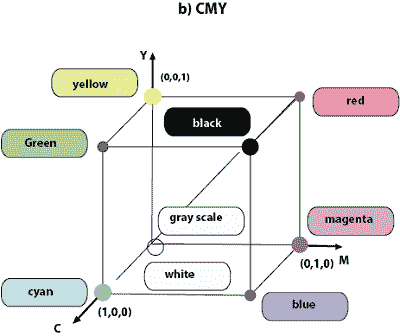 b) CMY
Y
(0,0,1)
yellow
red
black
Green
gray scale
magenta
(0,1,0) M
white
cyan
blue
(1,0,0)
C